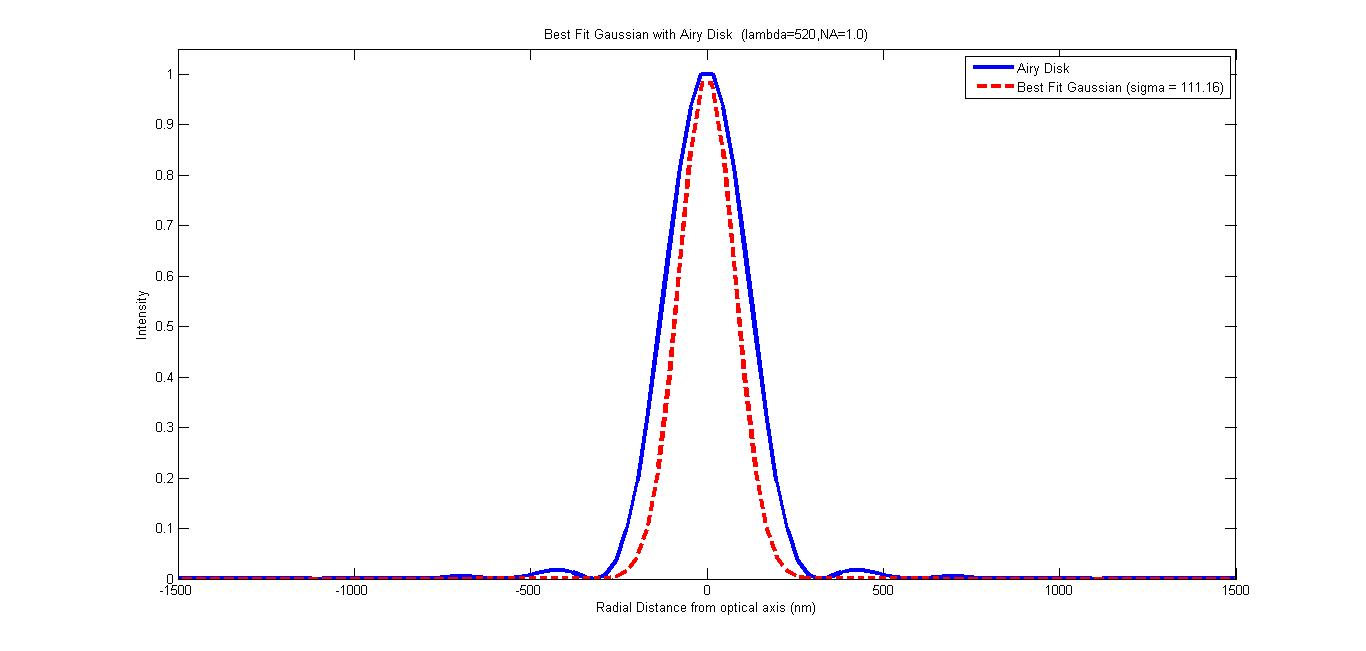 Best Fit Gaussian with Airy Disk  (lambda=520,NA=1.0)
Airy Disk
Best Fit Gaussian (sigma = 111.16)
1
0.9
0.8
0.7
0.6
0.5
0.4
0.3
0.2
0.1
0
Intensity
-1500 -1000 -500 0 500 1000 1500
Radial Distance from optical axis (nm)